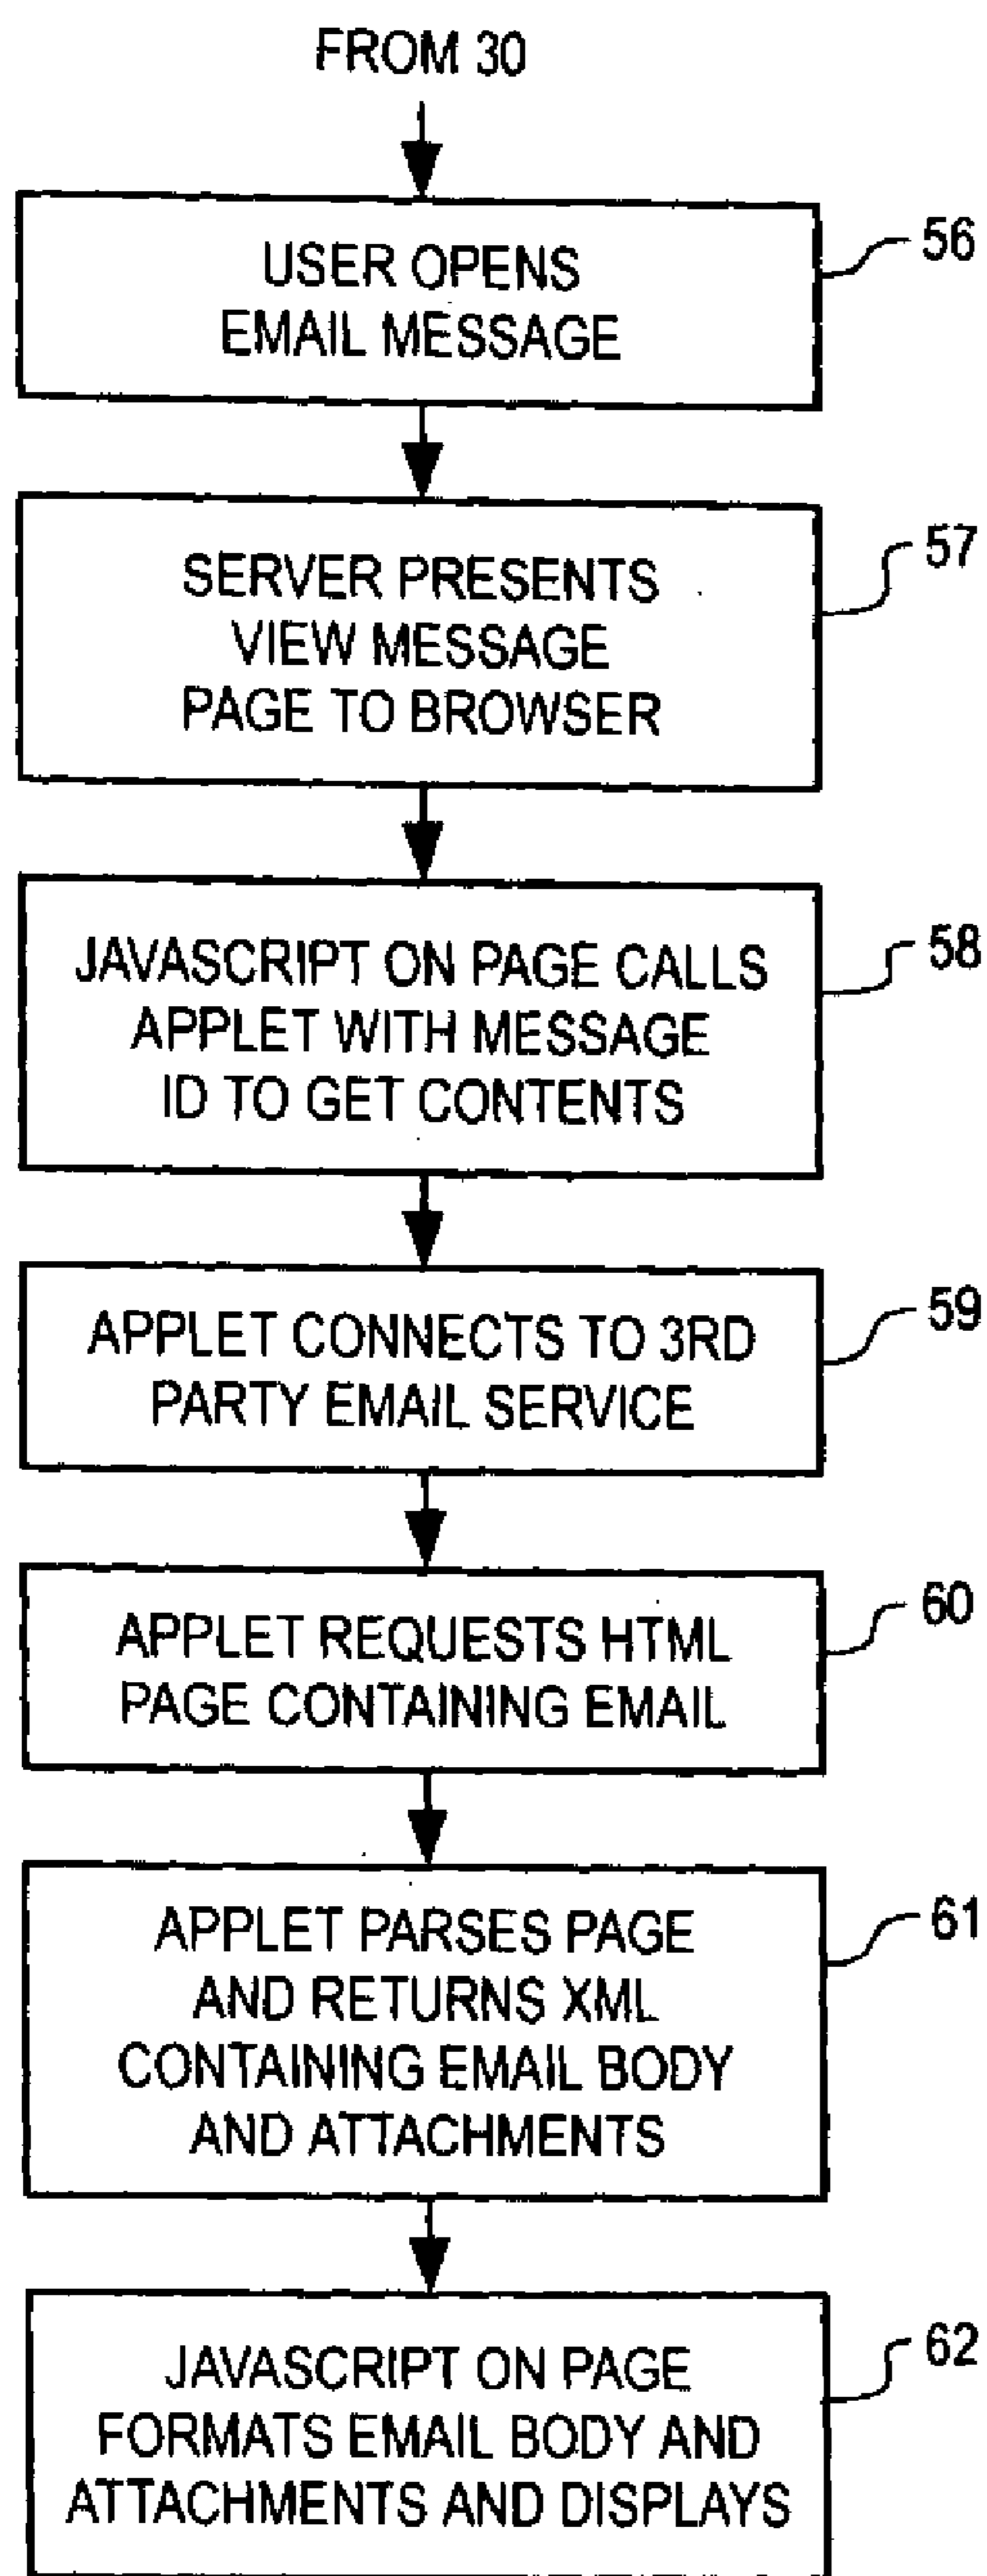 FROM 30
USER OPENS
EMAIL MESSAGE
56
SERVER PRESENTS
VIEW MESSAGE
PAGE TO BROWSER
57
JAVASCRIPT ON PAGE CALLS
APPLET WITH MESSAGE
ID TO GET CONTENTS
58
APPLET CONNECTS TO 3RD
PARTY EMAIL SERVICE
59
APPLET REQUESTS HTML
PAGE CONTAINING EMAIL
60
APPLET PARSES PAGE
AND RETURNS XML
CONTAINING EMAIL BODY
AND ATTACHMENTS
61
JAVASCRIPT ON PAGE
FORMATS EMAIL BODY AND
ATTACHMENTS AND DISPLAYS
62